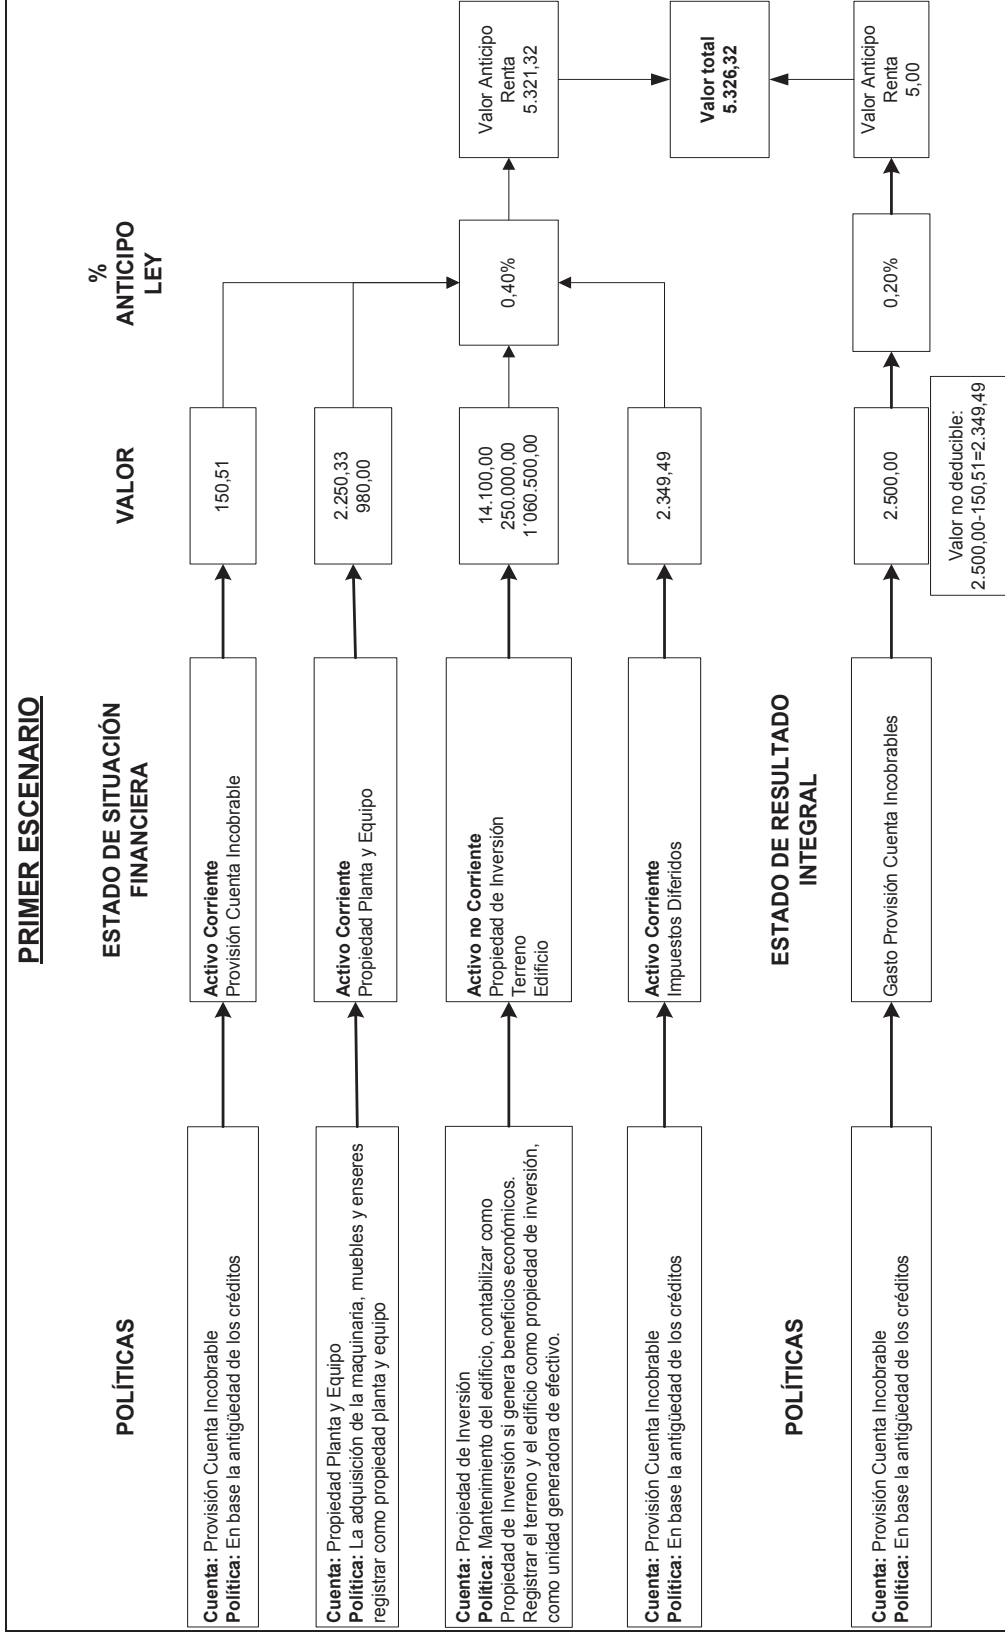 PRIMER ESCENARIO
POLÍTICAS
ESTADO DE SITUACIÓN
FINANCIERA
VALOR
%
ANTICIPO
LEY
Cuenta: Provisión Cuenta Incobrable
Política: En base la antigüedad de los créditos
Activo Corriente
Provisión Cuenta Incobrable
150,51
Cuenta: Propiedad Planta y Equipo
Política: La adquisición de la maquinaria, muebles y enseres
registrar como propiedad planta y equipo
Activo Corriente
Propiedad Planta y Equipo
2.250,33
980,00
Cuenta: Propiedad de Inversión
Política: Mantenimiento del edificio, contabilizar como
Propiedad de Inversión si genera beneficios económicos.
Registrar el terreno y el edificio como propiedad de inversión,
como unidad generadora de efectivo.
Activo no Corriente
Propiedad de Inversión
Terreno
Edificio
14.100,00
250.000,00
1´060.500,00
0,40%
Valor Anticipo
Renta
5.321,32
Cuenta: Provisión Cuenta Incobrable
Política: En base la antigüedad de los créditos
Activo Corriente
Impuestos Diferidos
2.349,49
Valor total
5.326,32
POLÍTICAS
ESTADO DE RESULTADO
INTEGRAL
Cuenta: Provisión Cuenta Incobrable
Política: En base la antigüedad de los créditos
Gasto Provisión Cuenta Incobrables
2.500,00
0,20%
Valor Anticipo
Renta
5,00
Valor no deducible:
2.500,00-150,51=2.349,49